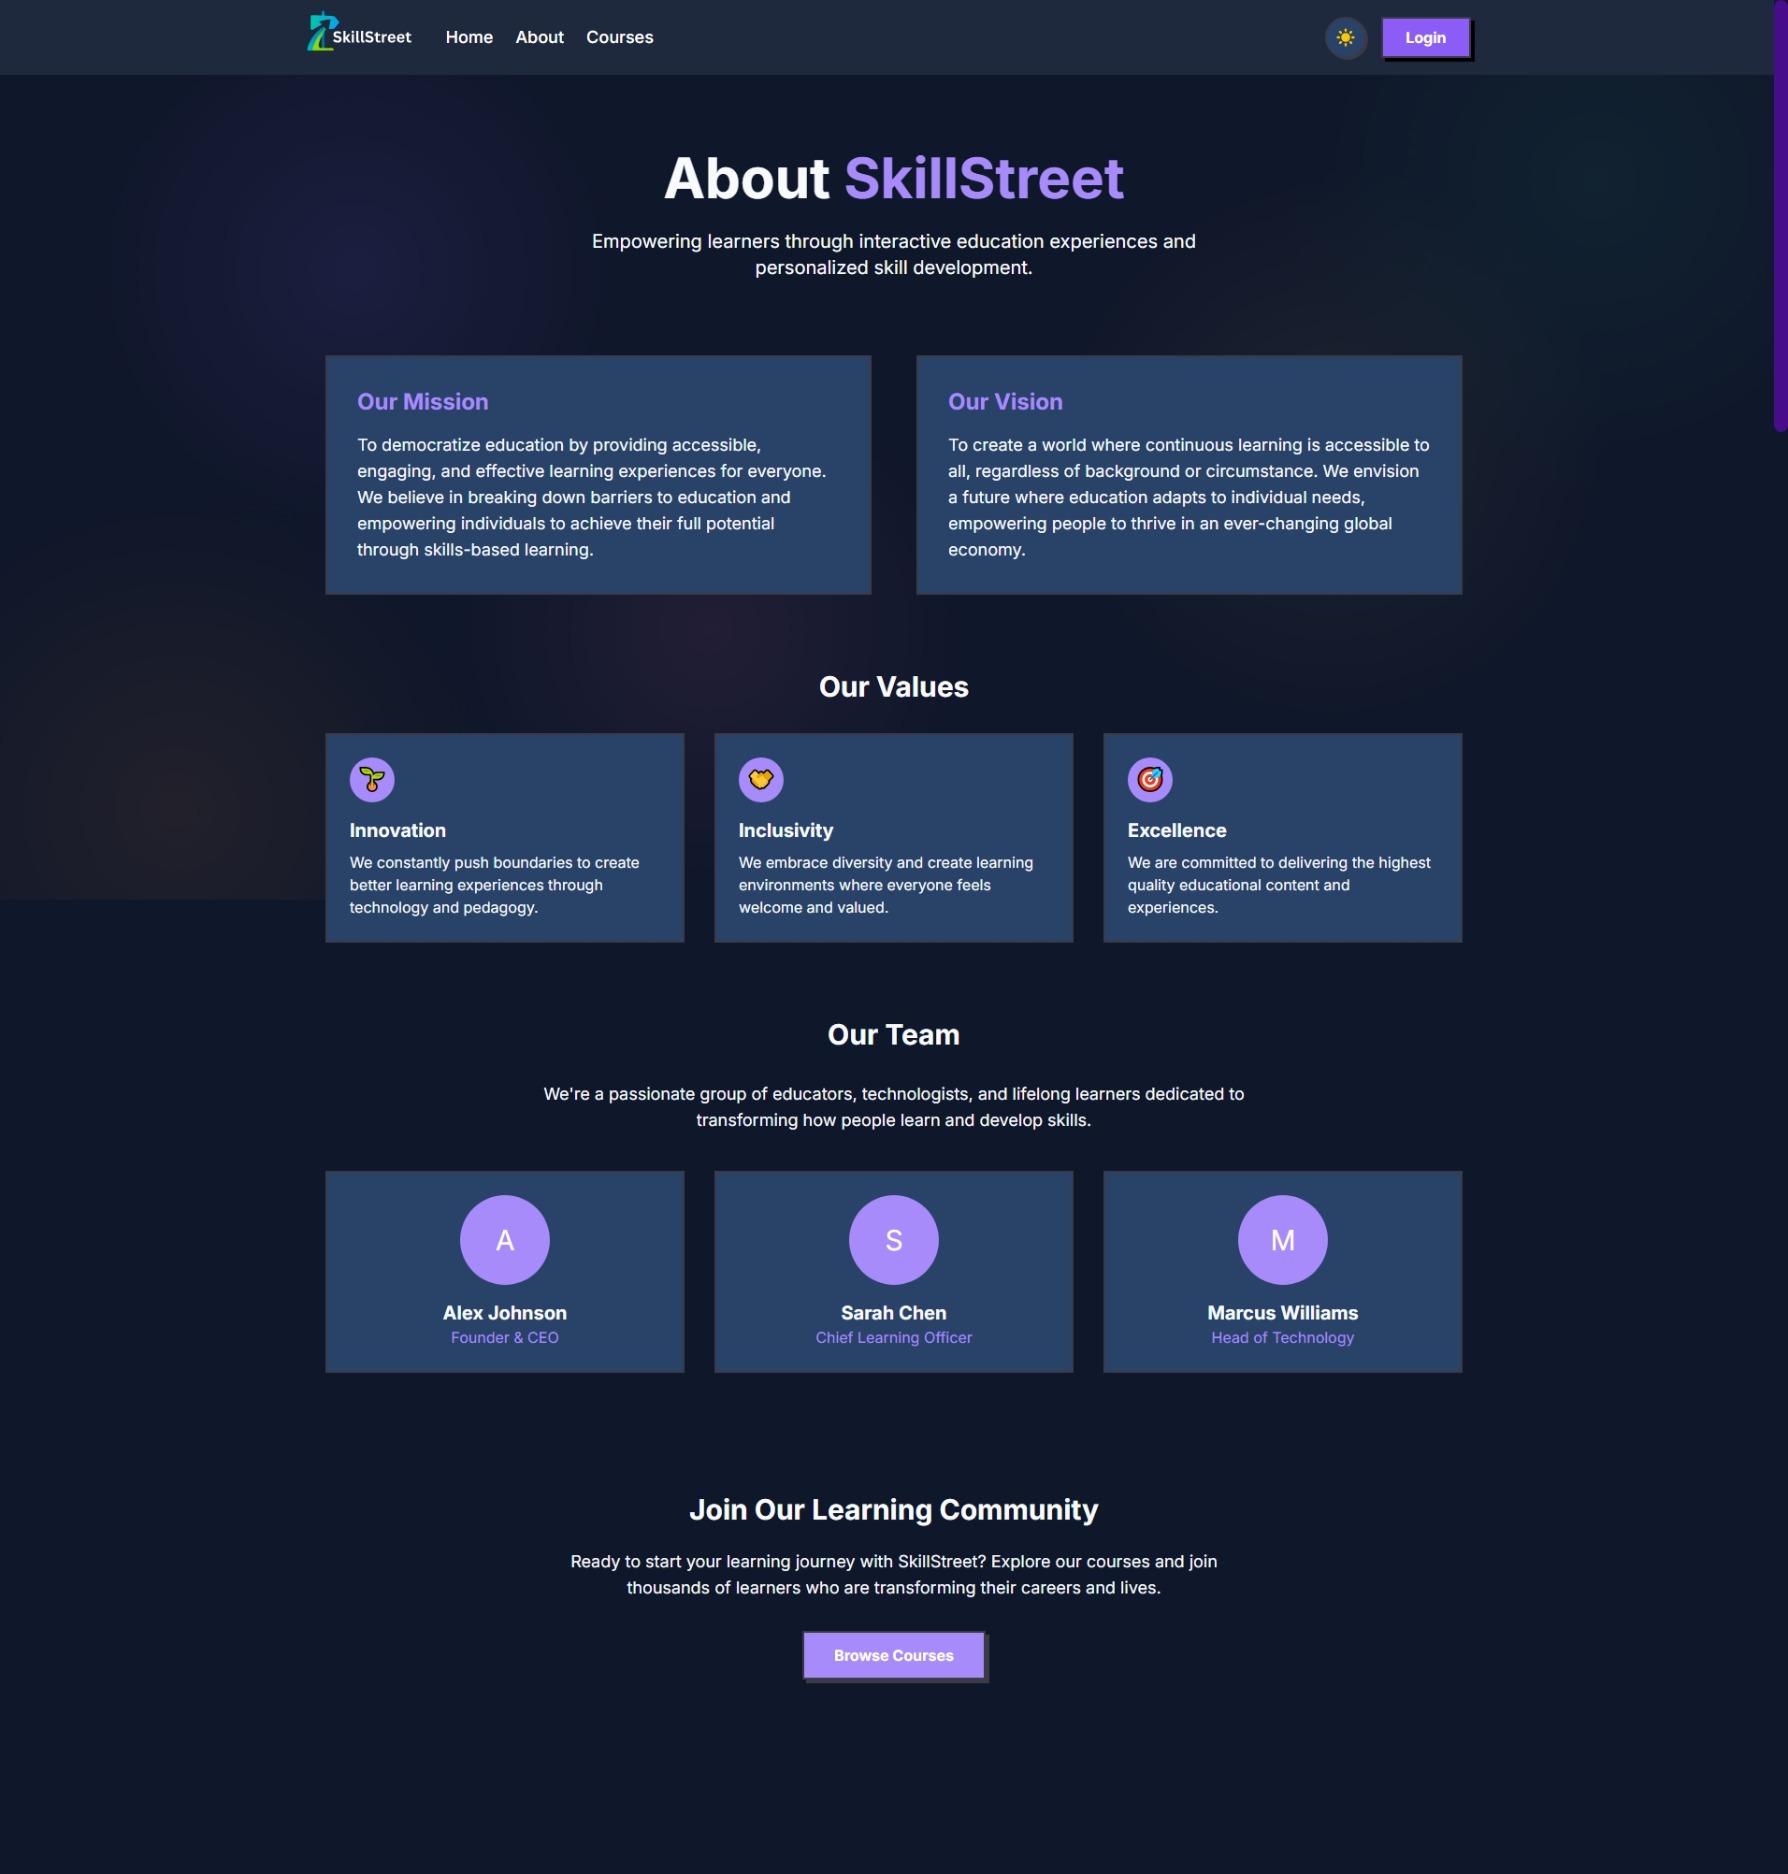 SkillStreet Home About Courses Login
About SkillStreet
Empowering learners through interactive education experiences and
personalized skill development.
Our Mission
To democratize education by providing accessible,
engaging, and effective learning experiences for everyone.
We believe in breaking down barriers to education and
empowering individuals to achieve their full potential
through skills-based learning.
Our Vision
To create a world where continuous learning is accessible to
all, regardless of background or circumstance. We envision
a future where education adapts to individual needs,
empowering people to thrive in an ever-changing global
economy.
Our Values
Innovation
We constantly push boundaries to create
better learning experiences through
technology and pedagogy.
Inclusivity
We embrace diversity and create learning
environments where everyone feels
welcome and valued.
Excellence
We are committed to delivering the highest
quality educational content and
experiences.
Our Team
We're a passionate group of educators, technologists, and lifelong learners dedicated to
transforming how people learn and develop skills.
A
Alex Johnson
Founder & CEO
S
Sarah Chen
Chief Learning Officer
M
Marcus Williams
Head of Technology
Join Our Learning Community
Ready to start your learning journey with SkillStreet? Explore our courses and join
thousands of learners who are transforming their careers and lives.
Browse Courses